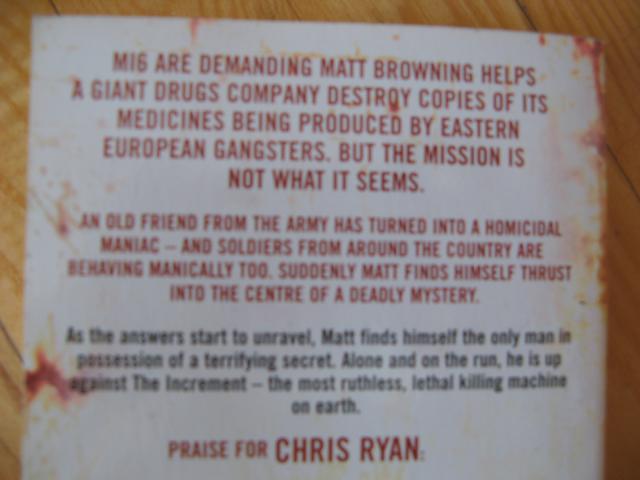 MI6 ARE DEMANDING MATT BROWNING HELPS
A GIANT DRUGS COMPANY DESTROY COPIES OF ITS
MEDICINES BEING PRODUCED BY EASTERN
EUROPEAN GANGSTERS. BUT THE MISSION IS
NOT WHAT IT SEEMS.
AN OLD FRIEND FROM THE ARMY HAS TURNED INTO A HOMICIDAL
MANIAC – AND SOLDIERS FROM AROUND THE COUNTRY ARE
BEHAVING MANICALLY TOO. SUDDENLY MATT FINDS HIMSELF THRUST
INTO THE CENTRE OF A DEADLY MYSTERY.
As the answers start to unravel, Matt finds himself the only man in
possession of a terrifying secret. Alone and on the run, he is up
against The Increment – the most ruthless, lethal killing machine
on earth.
PRAISE FOR CHRIS RYAN: